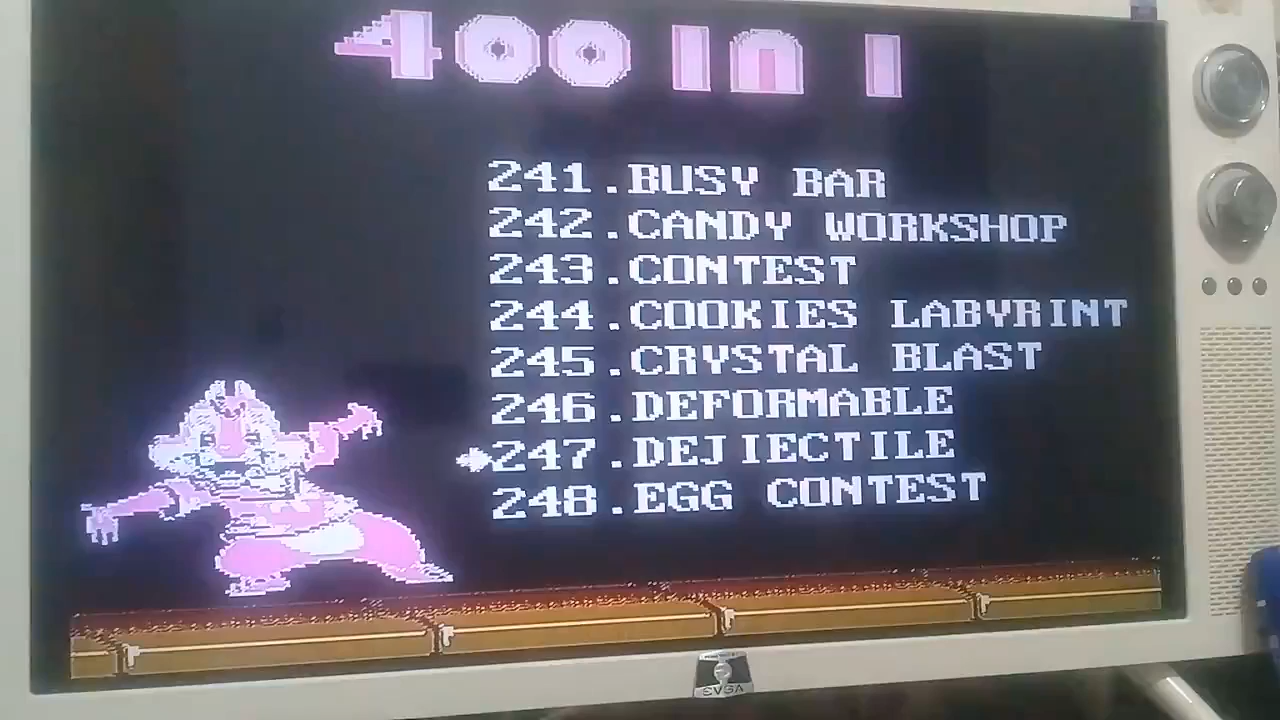 400 IN 1
241.BUSY BAR
242.CANDY WORKSHOP
243.CONTEST
244.COOKIES LABYRINT
245.CRYSTAL BLAST
246.DEFORMABLE
247.DEJIECTILE
248.EGG CONTEST
EVGA